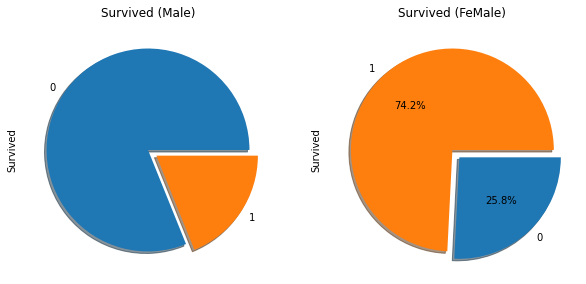 Survived (Male)
0
1
Survived
Survived (FeMale)
1
74.2%
25.8%
0
Survived